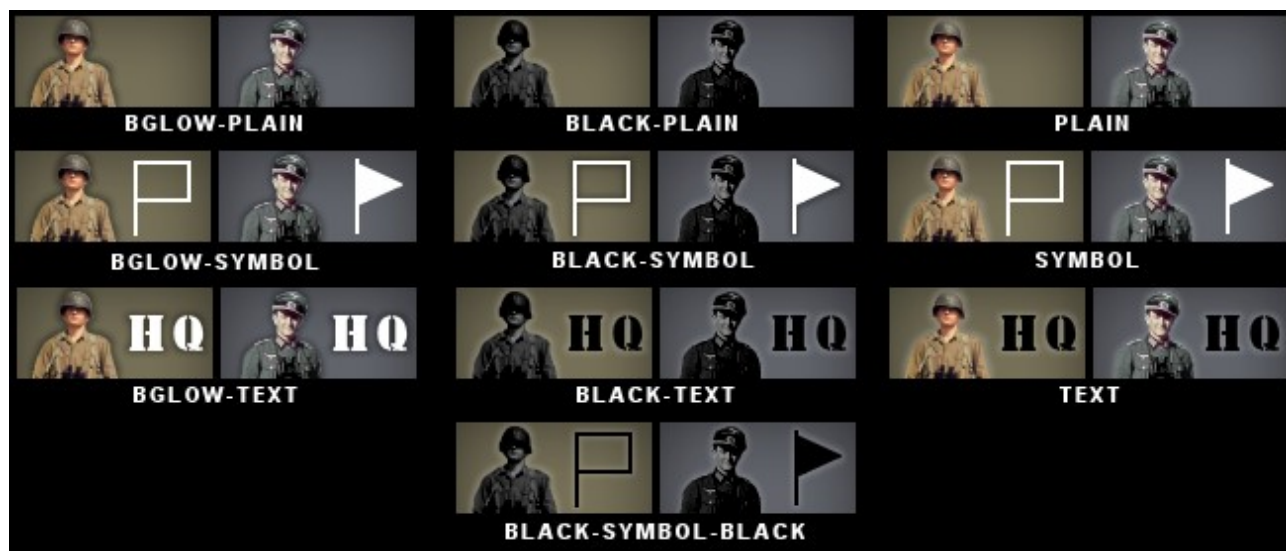 BGLOW-PLAIN
BLACK-PLAIN
PLAIN
BGLOW-SYMBOL
BLACK-SYMBOL
SYMBOL
HQ HQ
HQ HQ
HQ HQ
BGLOW-TEXT
BLACK-TEXT
TEXT
BLACK-SYMBOL-BLACK